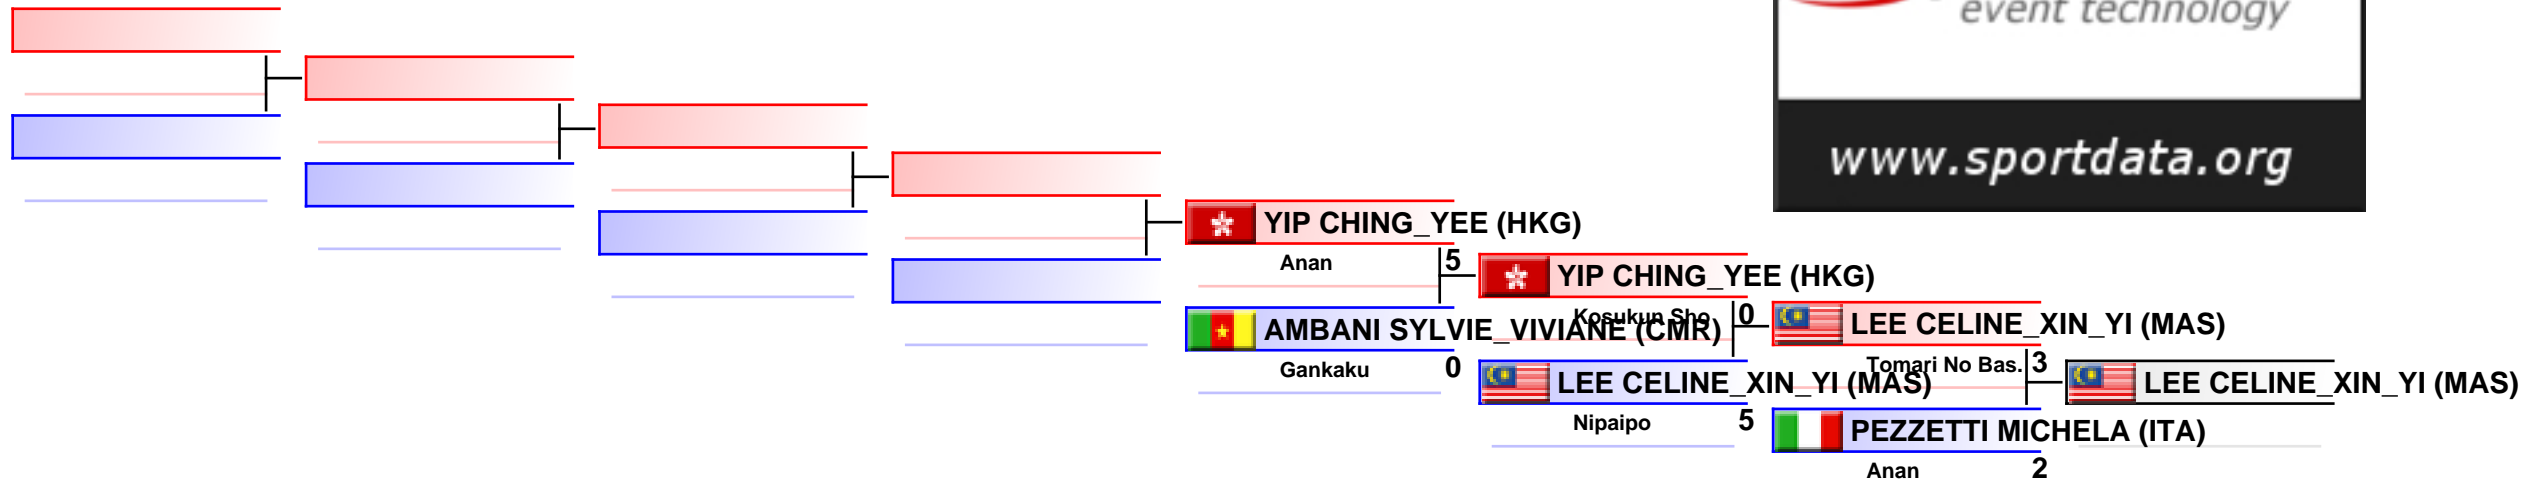 event technology
www.sportdata.org
YIP CHING_YEE (HKG)
Anan
5
AMBANI SYLVIE_VIVIANE (CMR)
Gankaku
0
YIP CHING_YEE (HKG)
Kosukun Sho
0
LEE CELINE_XIN_YI (MAS)
Nipaipo
5
LEE CELINE_XIN_YI (MAS)
Tomari No Bas.
3
PEZZETTI MICHELA (ITA)
Anan
2
LEE CELINE_XIN_YI (MAS)